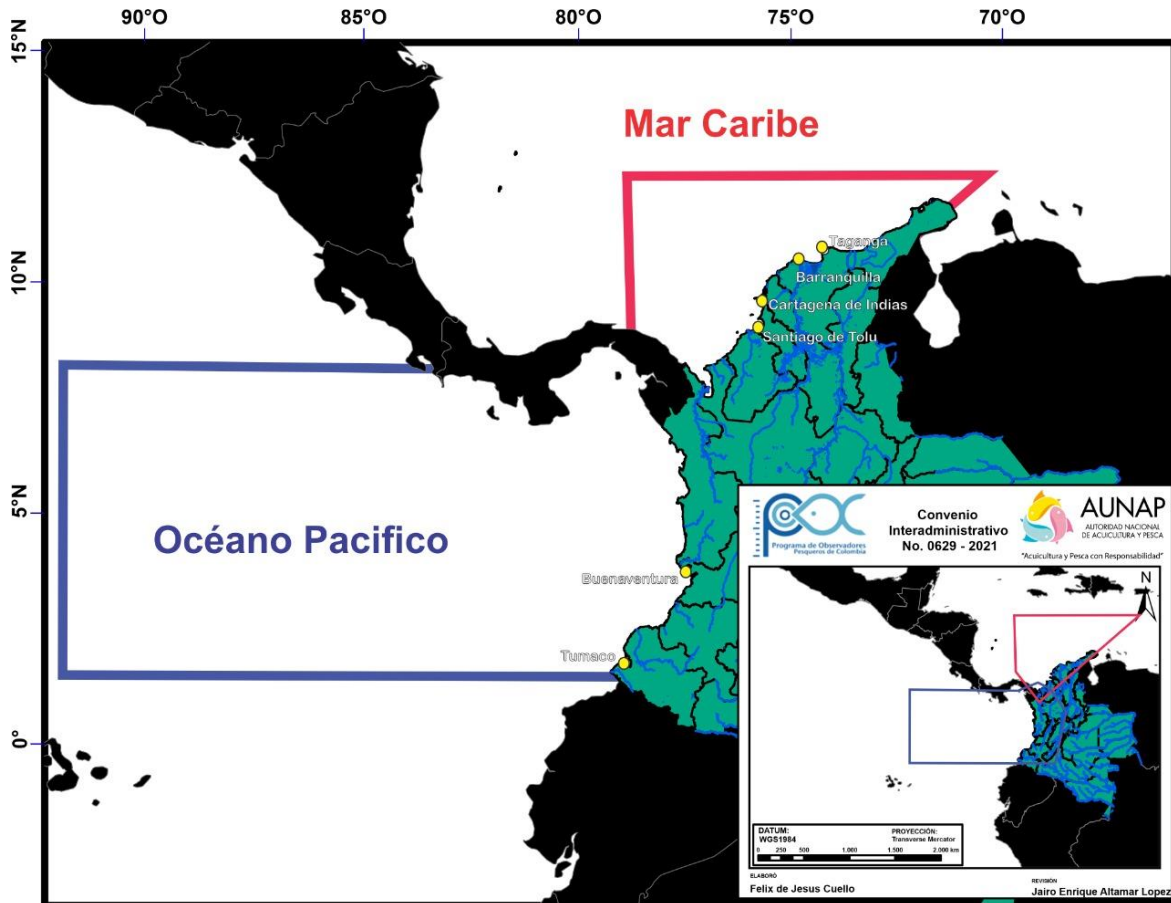 90°O 85°O 80°O 75°O 70°O
15°N
10°N
5°N
0°
Mar Caribe
Taganga
Barranquilla
Cartagena de Indias
Santiago de Tolu
Océano Pacifico
Buenaventura
Tumaco
Programa de Observadores
Pesqueros de Colombia
Convenio
Interadministrativo
No. 0629 - 2021
AUNAP
AUTORIDAD NACIONAL
DE ACUICULTURA Y PESCA
"Acuicultura y Pesca con Responsabilidad"
N
DATUM:
WGS1984
PROYECCIÓN:
Transverse Mercator
0 250 500 1.000 1.500 2.000 km
ELABORÓ
Felix de Jesus Cuello
REVISIÓN
Jairo Enrique Altamar Lopez